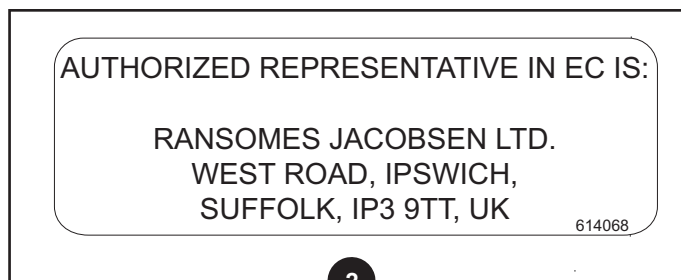 AUTHORIZED REPRESENTATIVE IN EC IS:
RANSOMES JACOBSEN LTD.
WEST ROAD, IPSWICH,
SUFFOLK, IP3 9TT, UK
614068